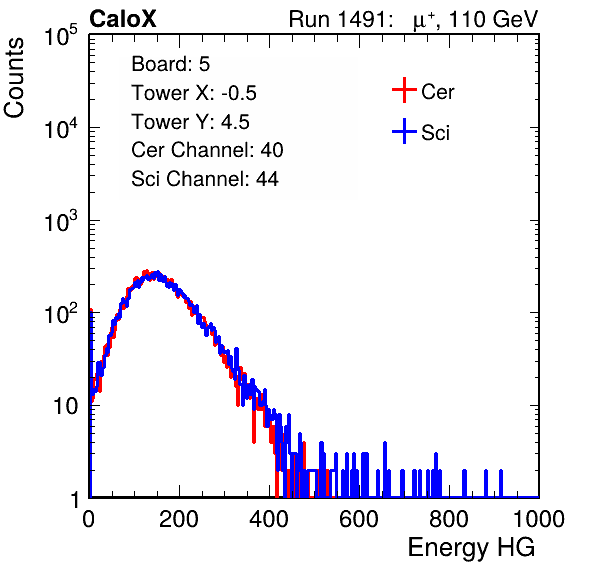 CaloX Run 1491: μ⁺, 110 GeV
Board: 5
Tower X: -0.5
Tower Y: 4.5
Cer Channel: 40
Sci Channel: 44
Cer
Sci
Counts
10⁵
10⁴
10³
10²
10
1
0 200 400 600 800 1000
Energy HG